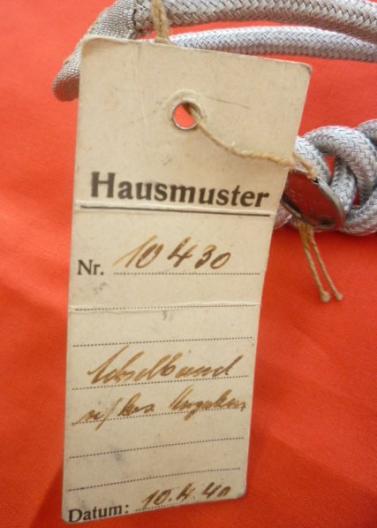 Hausmuster
Nr. 10430
Achselband
Datum: 10.4.40